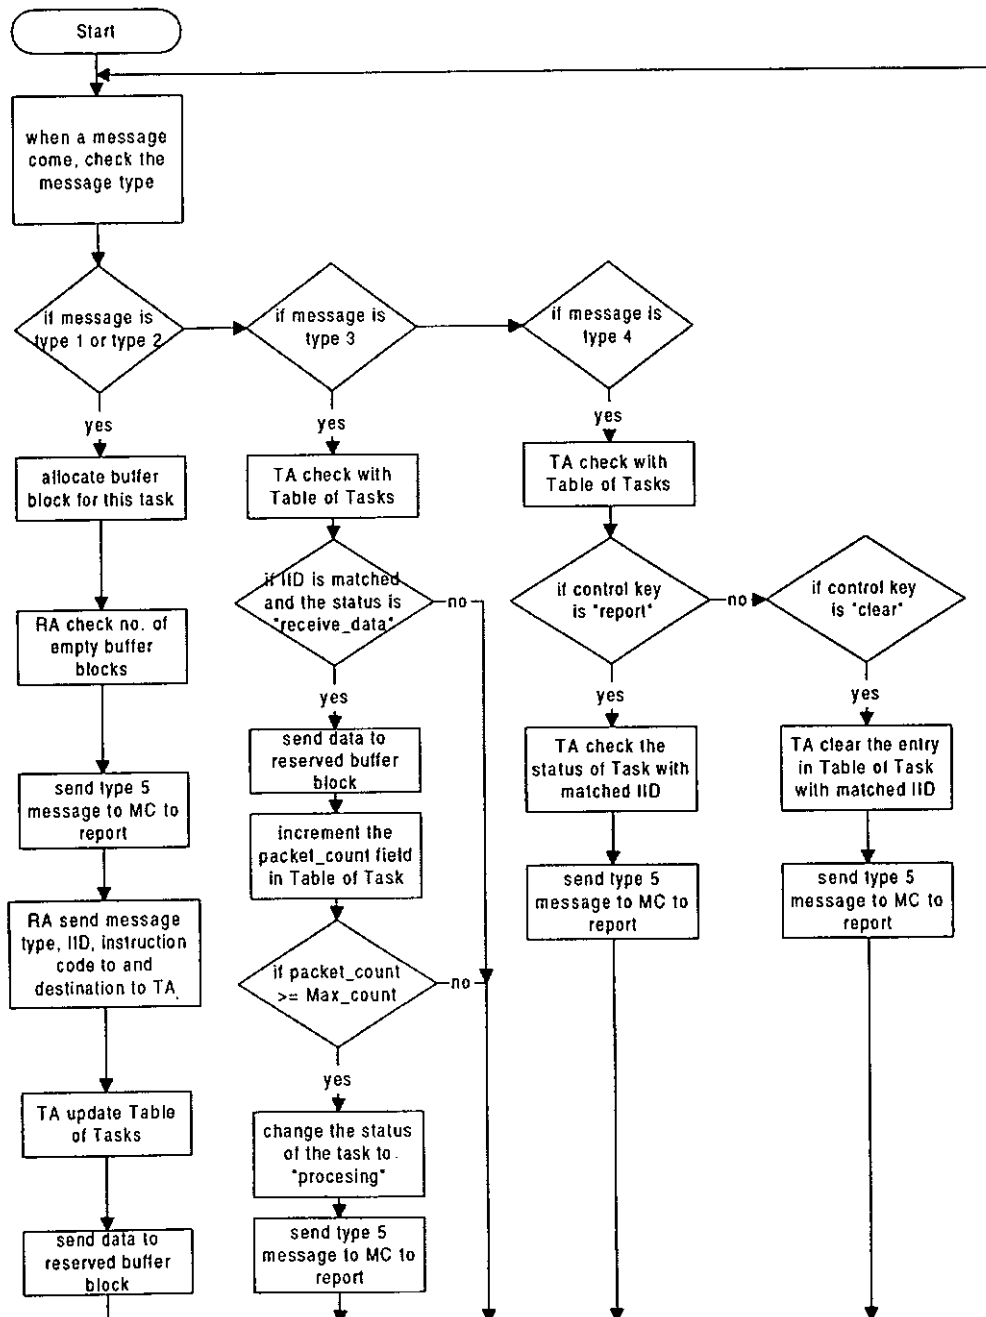 Start
when a message
come, check the
message type
if message is
type 1 or type 2
if message is
type 3
if message is
type 4
yes
yes
yes
allocate buffer
block for this task
TA check with
Table of Tasks
TA check with
Table of Tasks
RA check no. of
empty buffer
blocks
if IID is matched
and the status is
"receive_data"
no
if control key
is "report"
no
if control key
is "clear"
yes
yes
yes
send type 5
message to MC to
report
send data to
reserved buffer
block
TA check the
status of Task with
matched IID
TA clear the entry
in Table of Task
with matched IID
increment the
packet_count field
in Table of Task
send type 5
message to MC to
report
send type 5
message to MC to
report
RA send message
type, IID, instruction
code to and
destination to TA.
if packet_count
>= Max_count
no
yes
TA update Table
of Tasks
change the status
of the task to
"procesing"
send data to
reserved buffer
block
send type 5
message to MC to
report